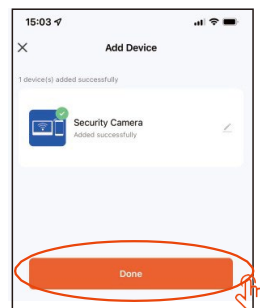 15:03
Add Device
1 device(s) added successfully
Security Camera
Added successfully
Done